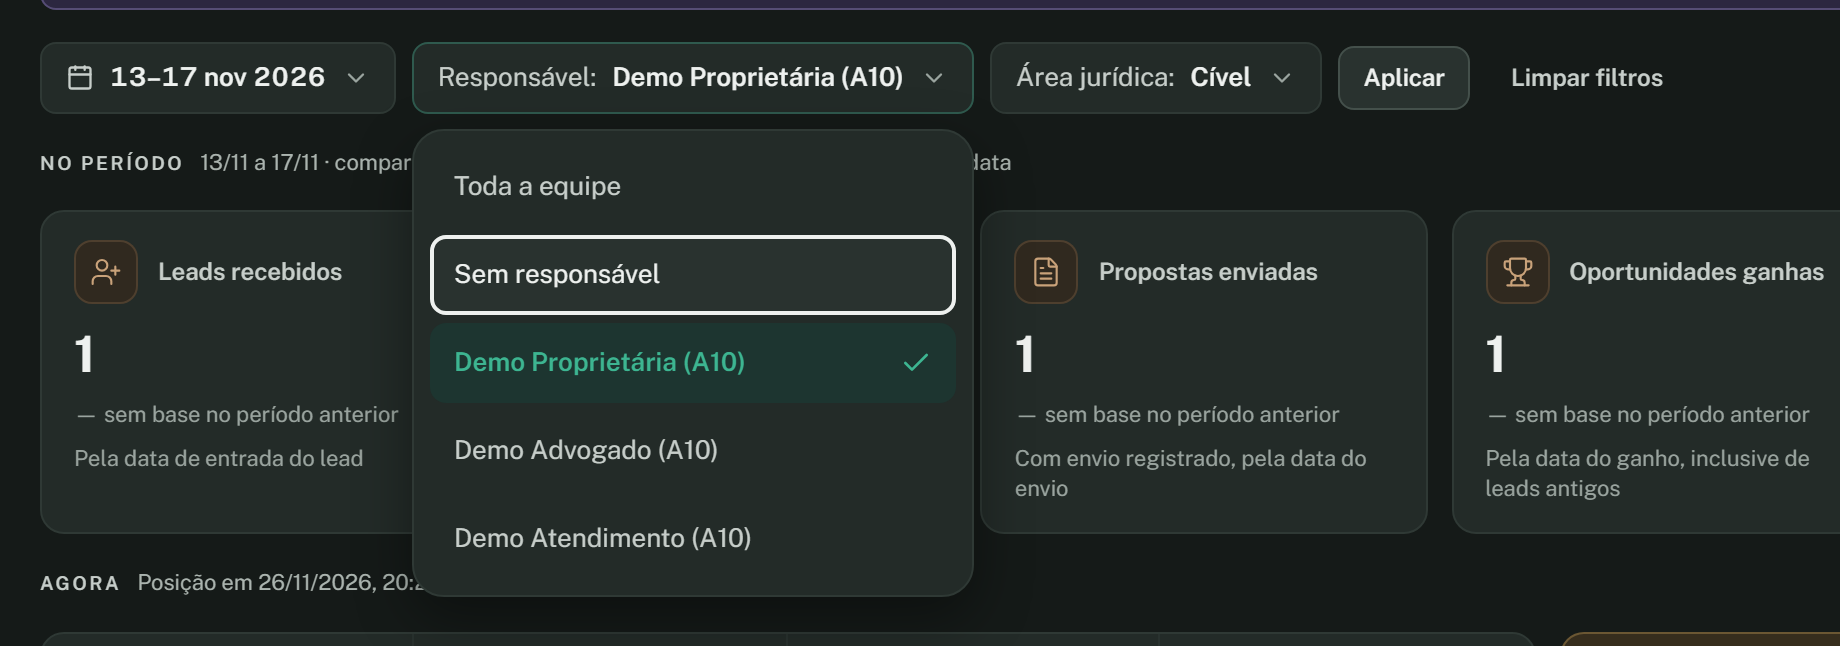 13–17 nov 2026
Responsável: Demo Proprietária (A10)
Área jurídica: Cível
Aplicar
Limpar filtros
NO PERÍODO 13/11 a 17/11 · compar
data
Toda a equipe
Sem responsável
Demo Proprietária (A10)
Demo Advogado (A10)
Demo Atendimento (A10)
Leads recebidos
1
— sem base no período anterior
Pela data de entrada do lead
Propostas enviadas
1
— sem base no período anterior
Com envio registrado, pela data do
envio
Oportunidades ganhas
1
— sem base no período anterior
Pela data do ganho, inclusive de
leads antigos
AGORA Posição em 26/11/2026,